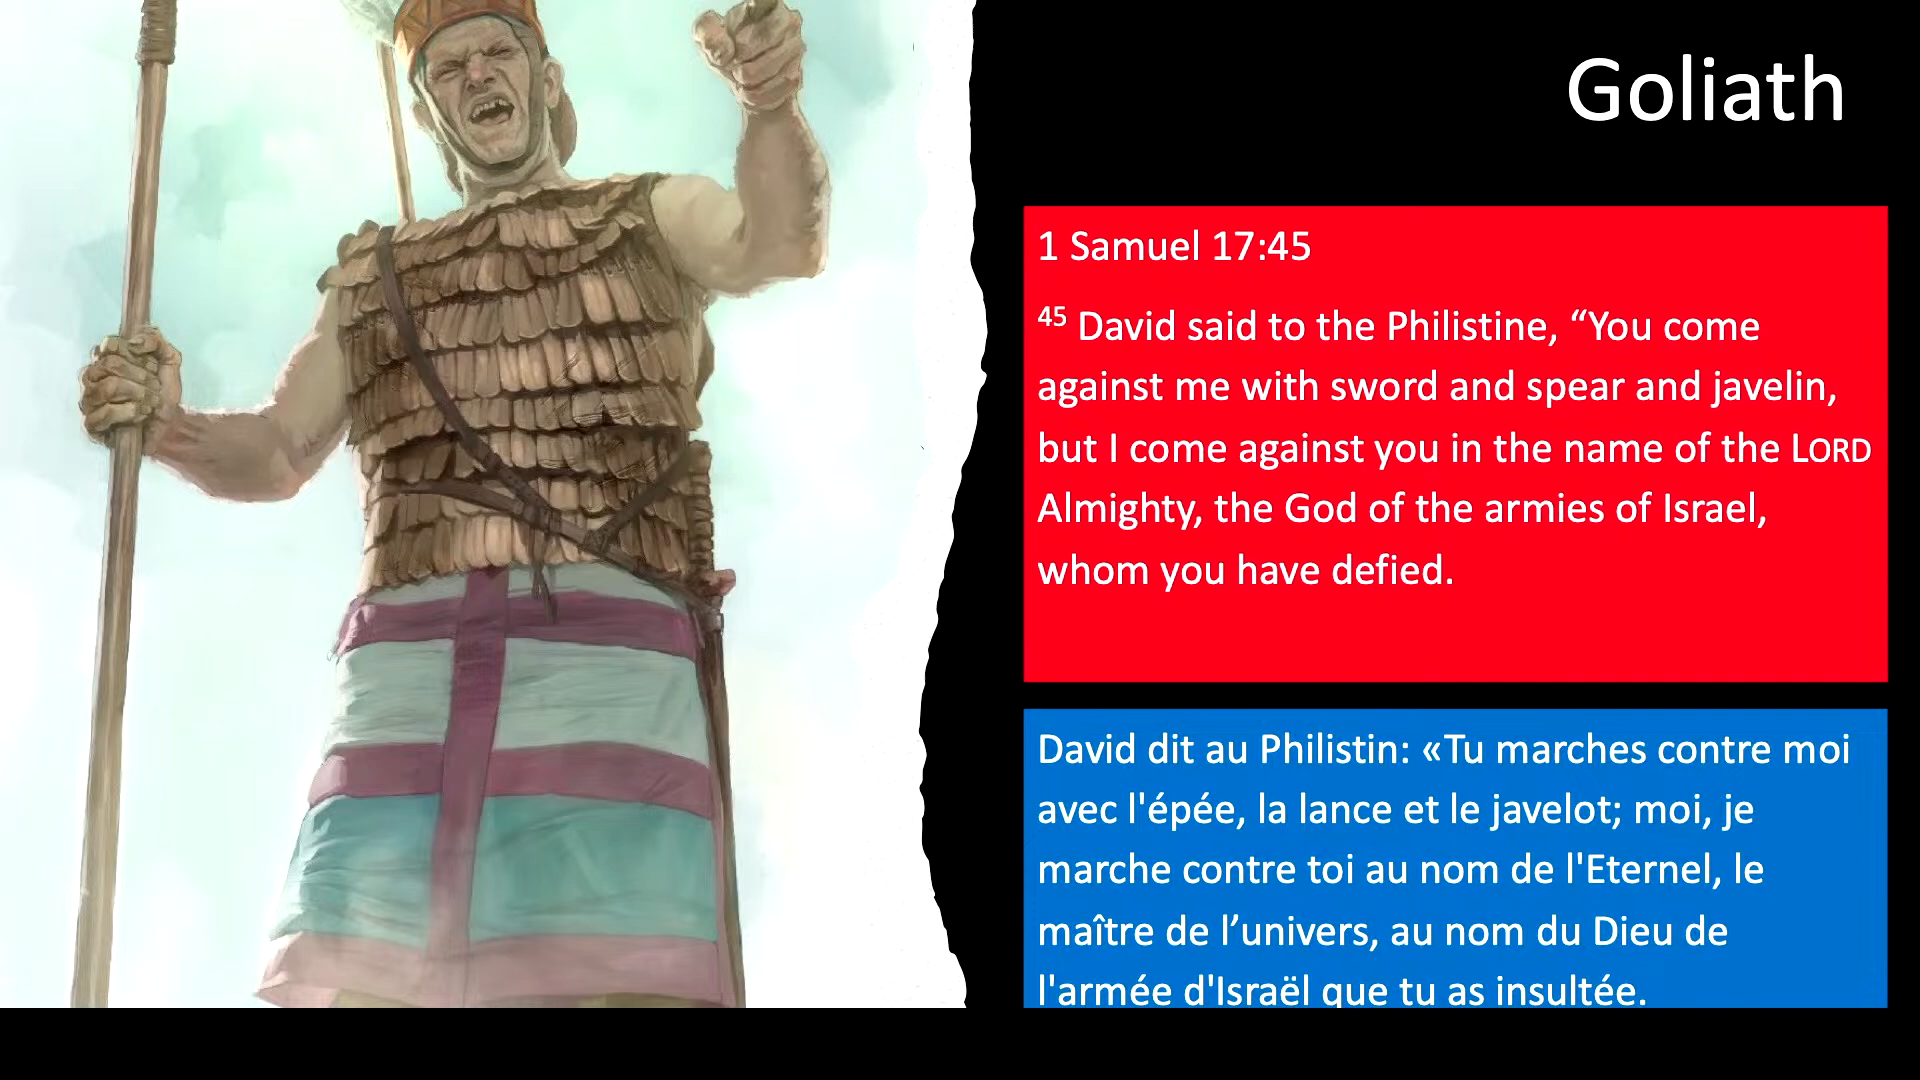 Goliath
1 Samuel 17:45
45 David said to the Philistine, “You come
against me with sword and spear and javelin,
but I come against you in the name of the LORD
Almighty, the God of the armies of Israel,
whom you have defied.
David dit au Philistin: «Tu marches contre moi
avec l'épée, la lance et le javelot; moi, je
marche contre toi au nom de l'Eternel, le
maître de l’univers, au nom du Dieu de
l'armée d'Israël que tu as insultée.